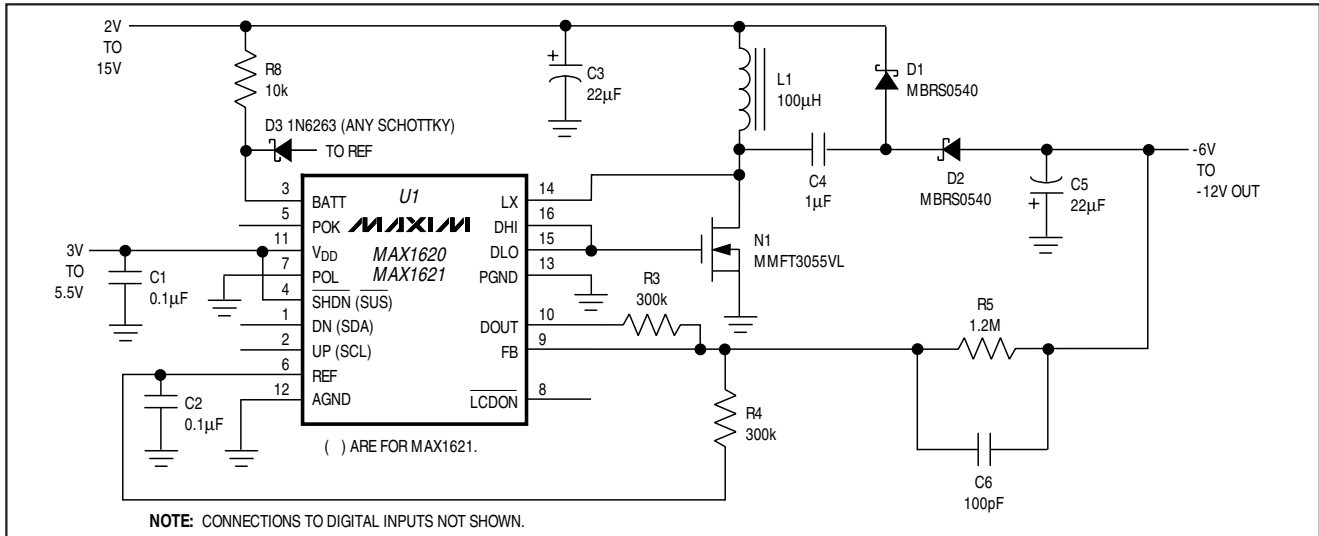 2V
TO
15V
R8
10k
D3 1N6263 (ANY SCHOTTKY)
TO REF
+
C3
22µF
L1
100µH
D1
MBRS0540
C4
1µF
D2
MBRS0540
C5
22µF
+
-6V
TO
-12V OUT
3V
TO
5.5V
C1
0.1µF
C2
0.1µF
3
5
11
7
4
1
2
6
12
BATT
POK
VDD
POL
SHDN (SUS)
DN (SDA)
UP (SCL)
REF
AGND
U1
MAXIM
MAX1620
MAX1621
LX
DHI
DLO
PGND
DOUT
FB
LCDON
14
16
15
13
10
9
8
N1
MMFT3055VL
R3
300k
R4
300k
R5
1.2M
C6
100pF
( ) ARE FOR MAX1621.
NOTE: CONNECTIONS TO DIGITAL INPUTS NOT SHOWN.